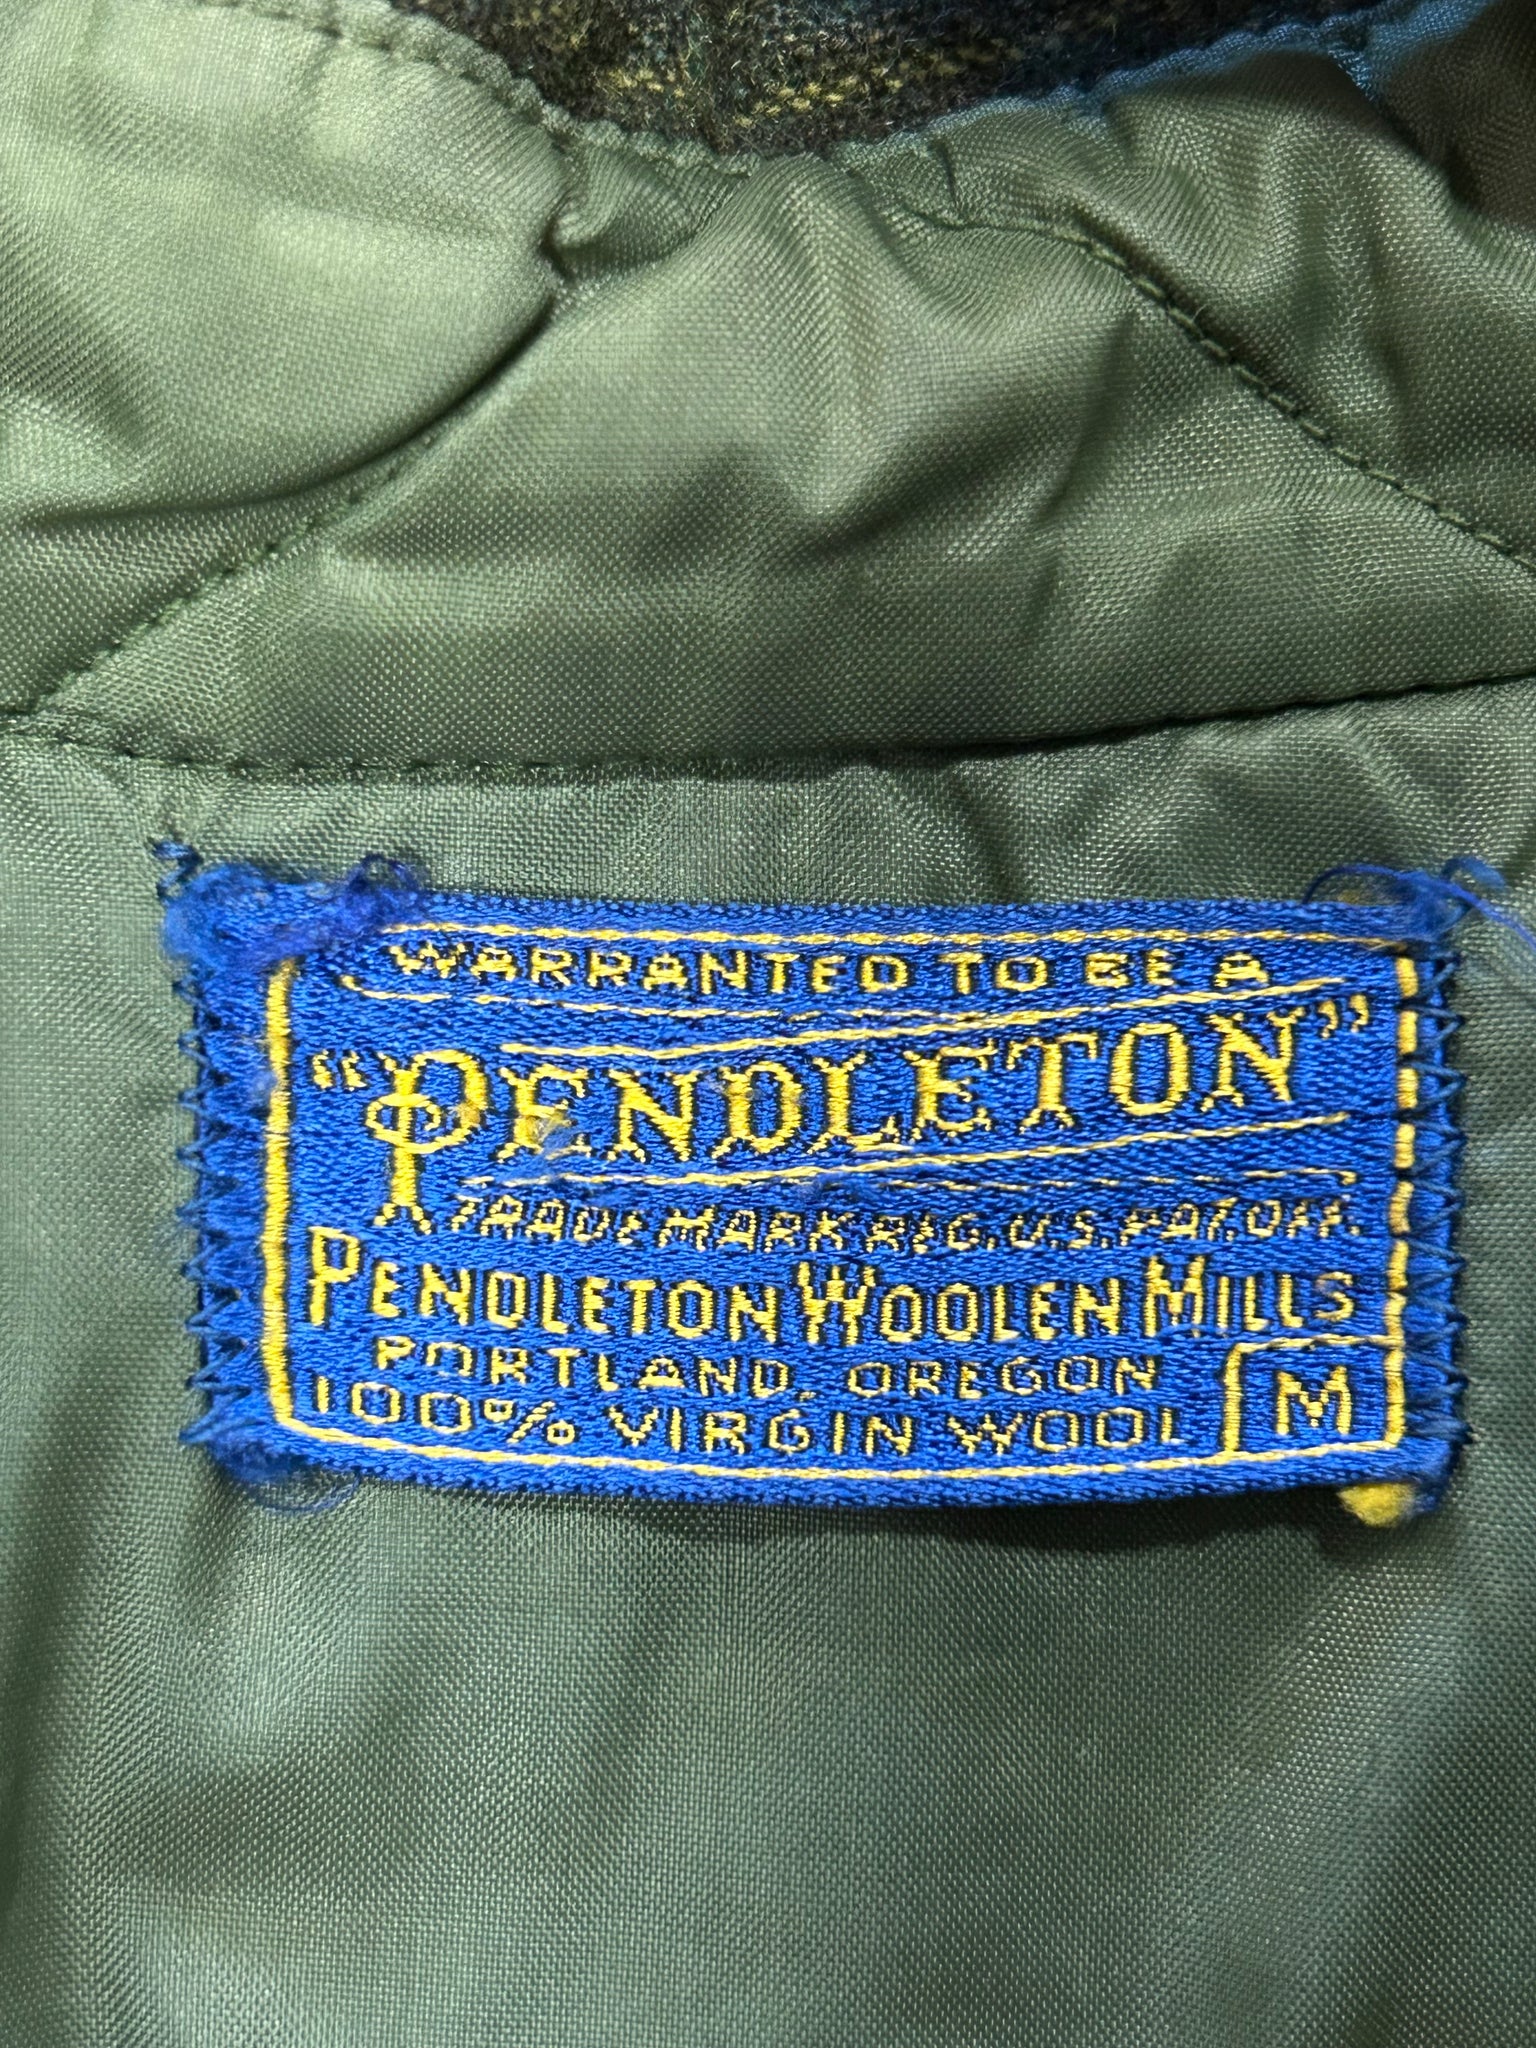 WARRANTED TO BE A
“PENDLETON”
TRADE MARK REG. U.S. PAT. OFF.
PENDLETON WOOLEN MILLS
PORTLAND, OREGON
100% VIRGIN WOOL M